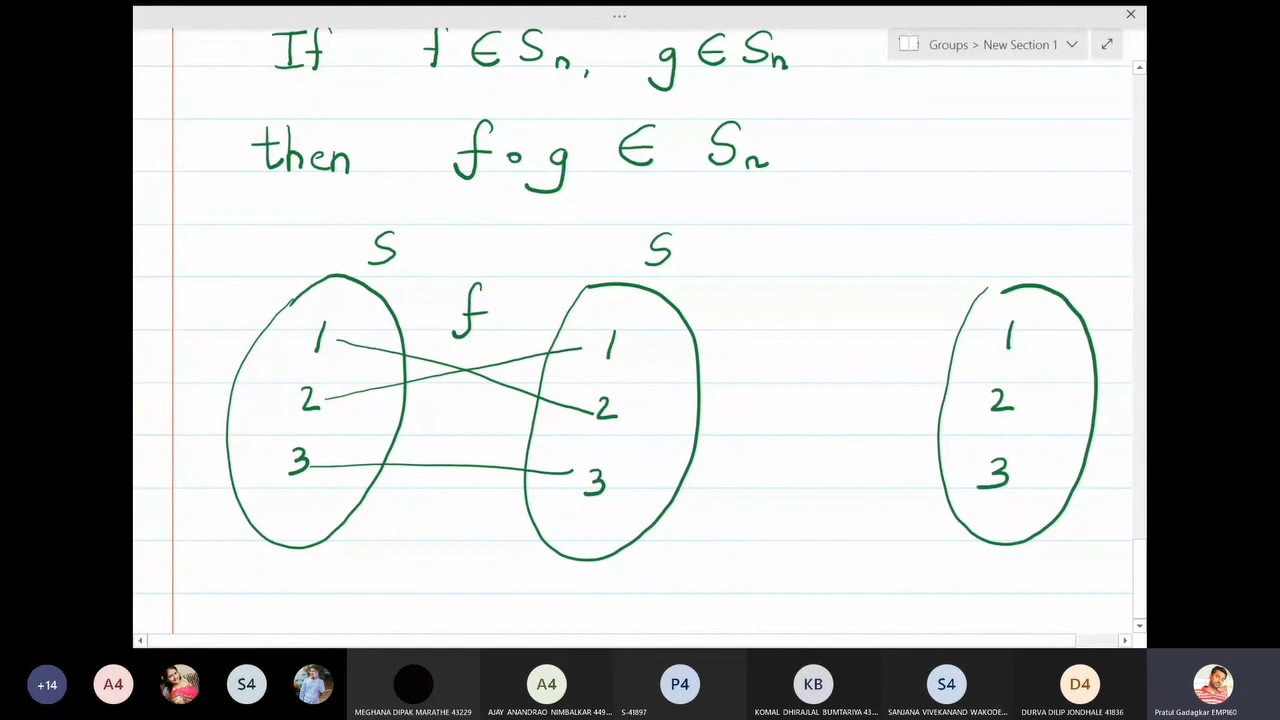 ...
Groups > New Section 1
If f ∈ Sn, g ∈ Sn
then f∘g ∈ Sn
S S
f
1 1 1
2 2 2
3 3 3
+14 A4 S4 A4 P4 KB S4 D4
MEGHANA DIPAK MARATHE 43229 AJAY ANANDRAO NIMBALKAR 449... S-41897 KOMAL DHIRAJLAL BUMTARIYA 43... SANJANA VIVEKANAND WAKODE... DURVA DILIP JONDHALE 41836 Pratul Gadagkar EMP160